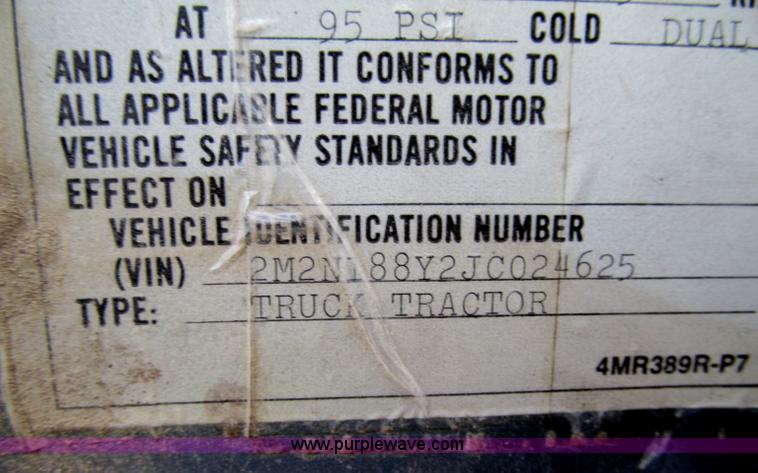 AT 95 PSI COLD DUAL
AND AS ALTERED IT CONFORMS TO
ALL APPLICABLE FEDERAL MOTOR
VEHICLE SAFETY STANDARDS IN
EFFECT ON
VEHICLE IDENTIFICATION NUMBER
(VIN) 2M2N188Y2JC024625
TYPE: TRUCK TRACTOR
4MR389R-P7
www.purplewave.com